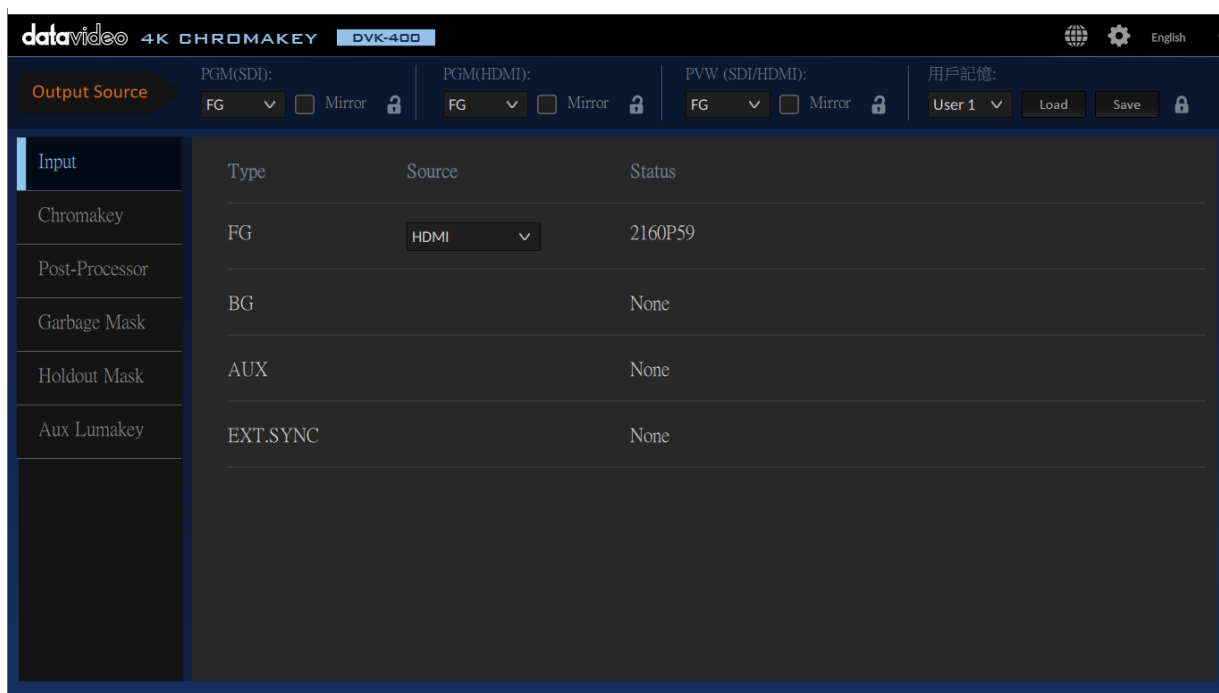 datavideo 4K CHROMAKEY DVK-400 English
Output Source
PGM(SDI): PGM(HDMI): PVW (SDI/HDMI): 用戶記憶:
FG Mirror FG Mirror FG Mirror User 1 Load Save
Input
Chromakey
Post-Processor
Garbage Mask
Holdout Mask
Aux Lumakey
Type Source Status
FG HDMI 2160P59
BG None
AUX None
EXT.SYNC None